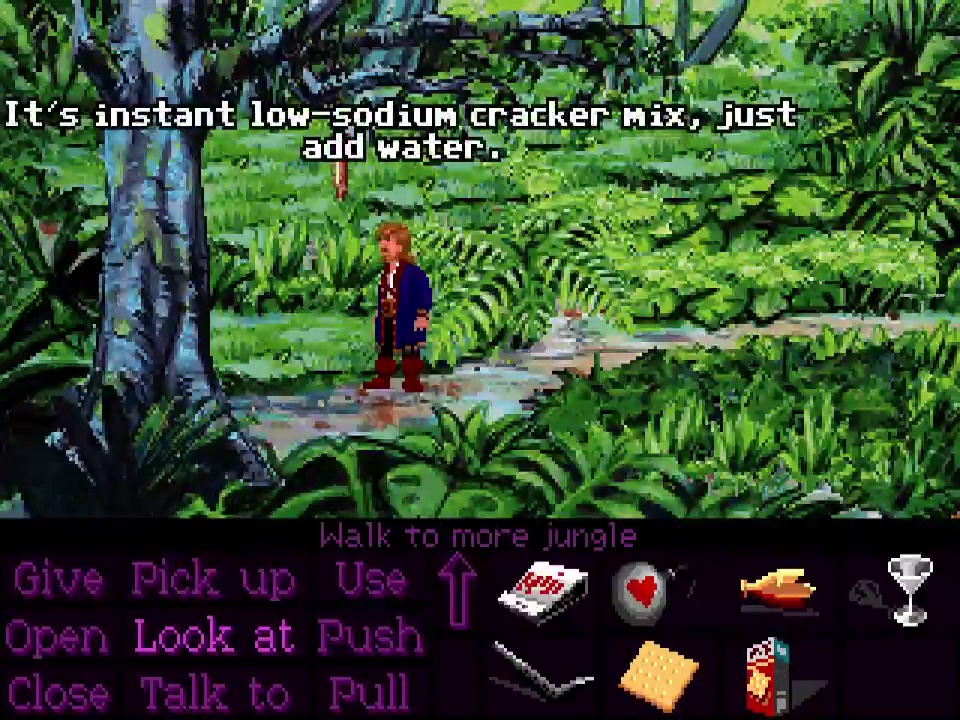 It's instant low-sodium cracker mix, just
add water.
Walk to more jungle
Give Pick up Use
Open Look at Push
Close Talk to Pull